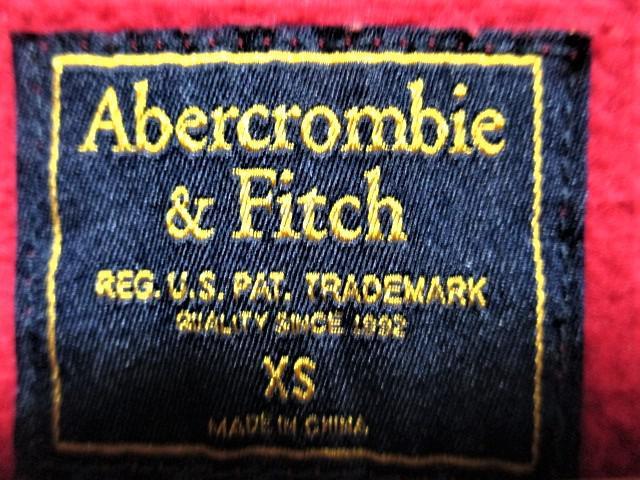 Abercrombie
& Fitch
REG. U.S. PAT. TRADEMARK
QUALITY SINCE 1892
XS
MADE IN CHINA